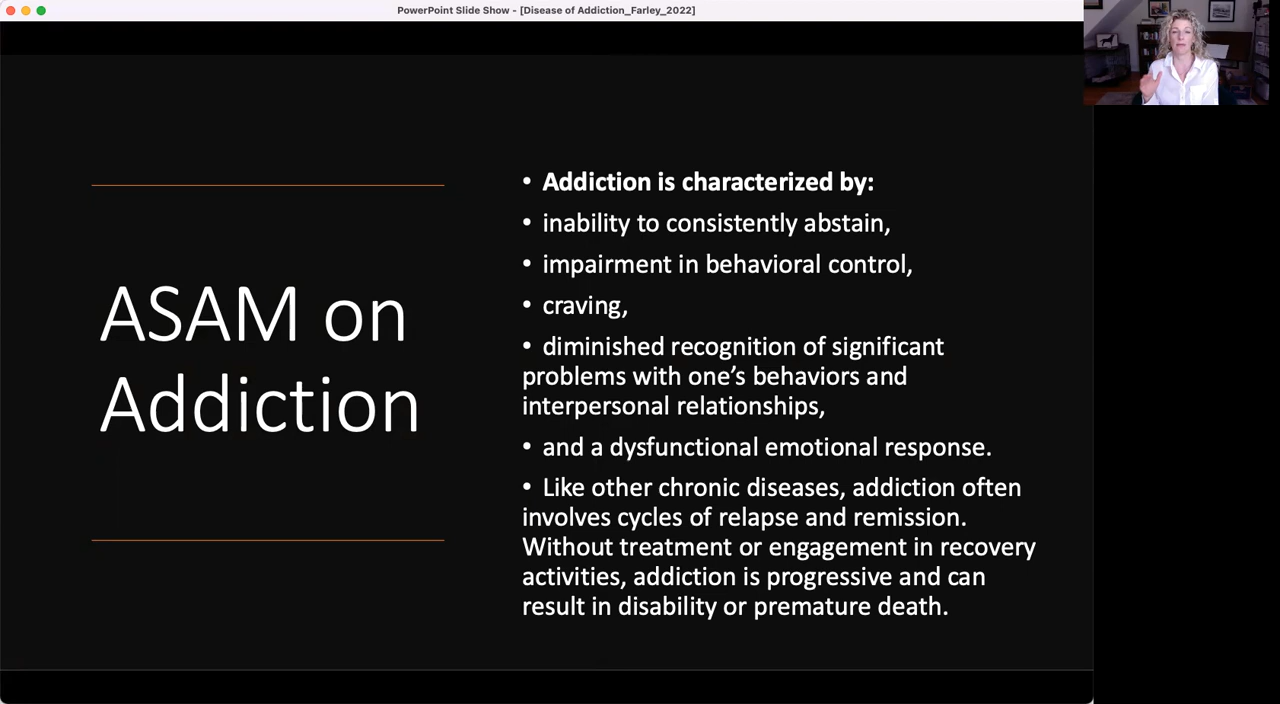 PowerPoint Slide Show - [Disease of Addiction_Farley_2022]
ASAM on
Addiction
• Addiction is characterized by:
• inability to consistently abstain,
• impairment in behavioral control,
• craving,
• diminished recognition of significant
problems with one’s behaviors and
interpersonal relationships,
• and a dysfunctional emotional response.
• Like other chronic diseases, addiction often
involves cycles of relapse and remission.
Without treatment or engagement in recovery
activities, addiction is progressive and can
result in disability or premature death.